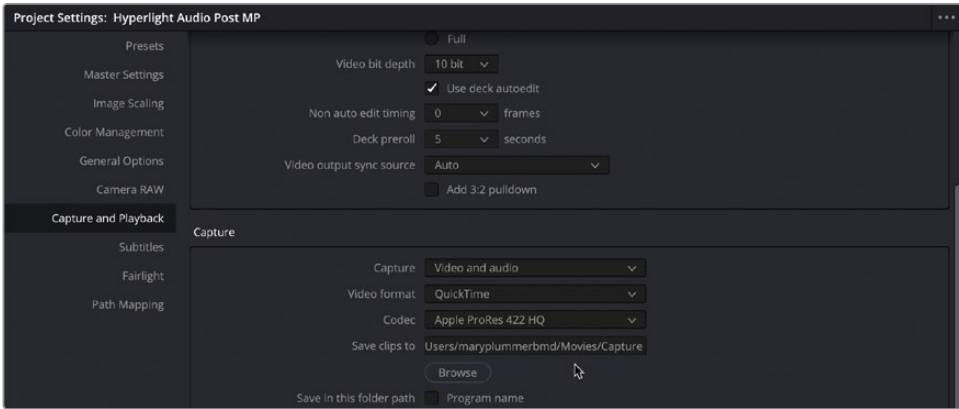 Project Settings: Hyperlight Audio Post MP
Presets
Master Settings
Image Scaling
Color Management
General Options
Camera RAW
Capture and Playback
Subtitles
Fairlight
Path Mapping
Full
Video bit depth 10 bit
Use deck autoedit
Non auto edit timing 0 frames
Deck preroll 5 seconds
Video output sync source Auto
Add 3:2 pulldown
Capture
Capture Video and audio
Video format QuickTime
Codec Apple ProRes 422 HQ
Save clips to Users/maryplummerbmd/Movies/Capture
Browse
Save in this folder path Program name